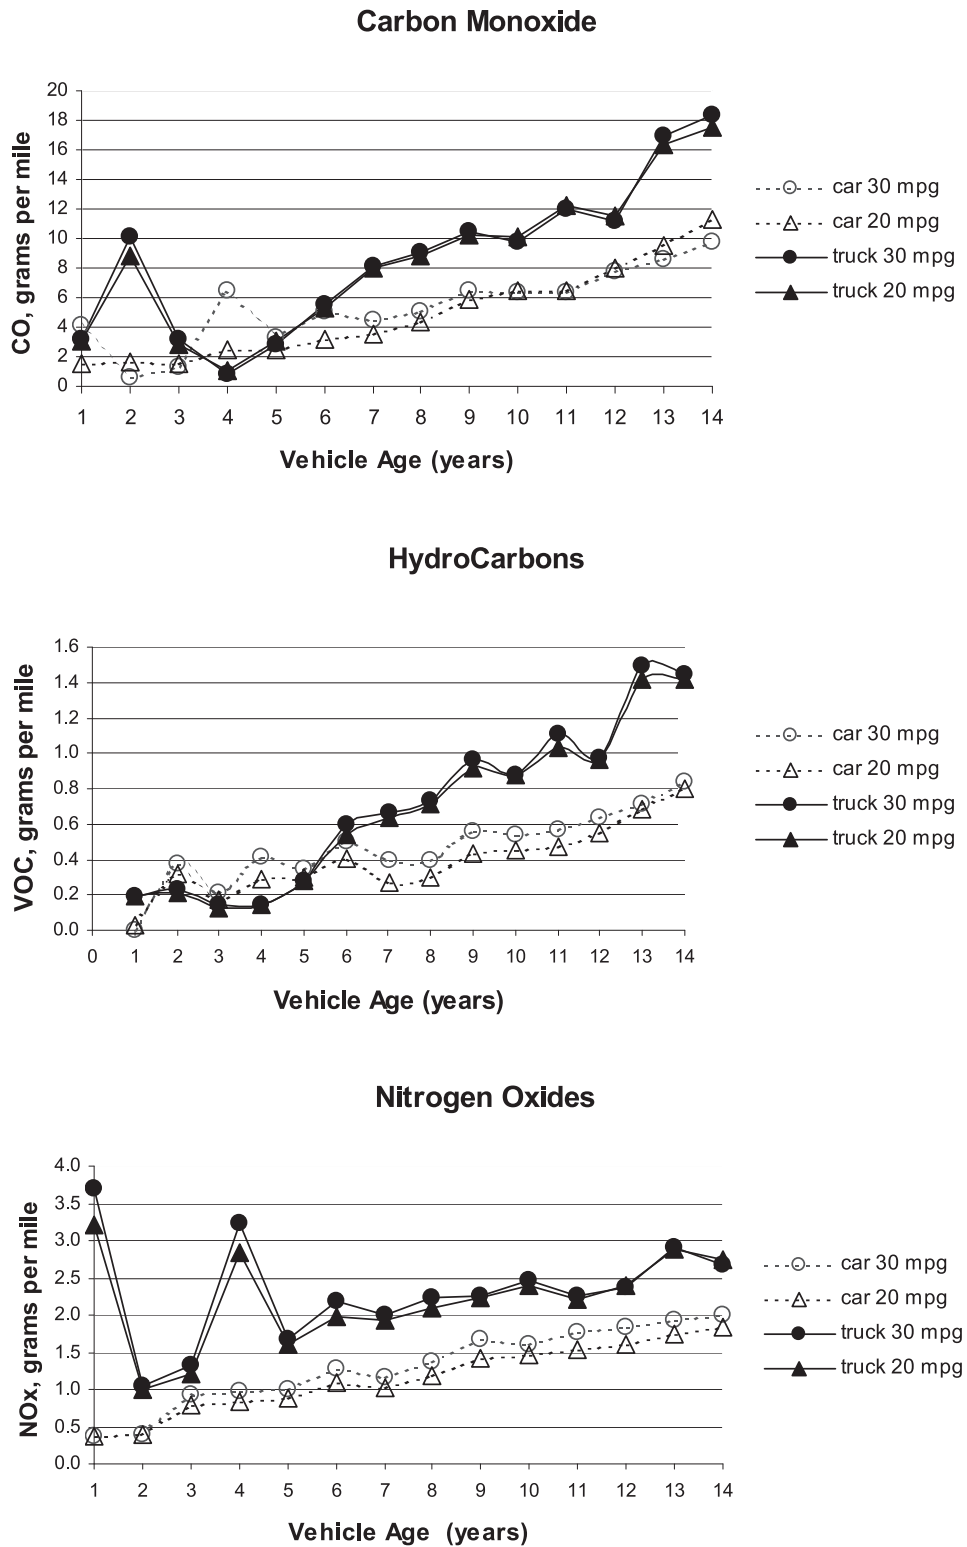 Carbon Monoxide
CO, grams per mile
20
18
16
14
12
10
8
6
4
2
0
1 2 3 4 5 6 7 8 9 10 11 12 13 14
Vehicle Age (years)
car 30 mpg
car 20 mpg
truck 30 mpg
truck 20 mpg
HydroCarbons
VOC, grams per mile
1.6
1.4
1.2
1.0
0.8
0.6
0.4
0.2
0.0
0 1 2 3 4 5 6 7 8 9 10 11 12 13 14
Vehicle Age (years)
car 30 mpg
car 20 mpg
truck 30 mpg
truck 20 mpg
Nitrogen Oxides
NOx, grams per mile
4.0
3.5
3.0
2.5
2.0
1.5
1.0
0.5
0.0
1 2 3 4 5 6 7 8 9 10 11 12 13 14
Vehicle Age (years)
car 30 mpg
car 20 mpg
truck 30 mpg
truck 20 mpg